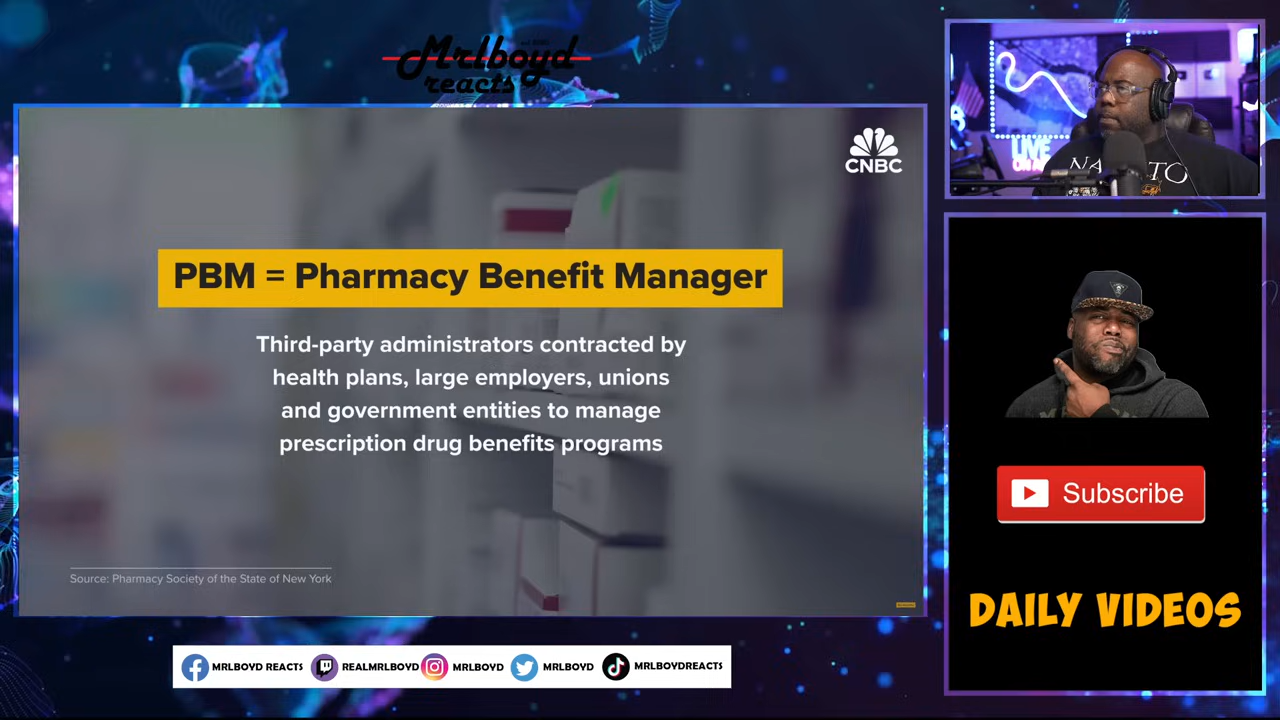 Mrlboyd
reacts
CNBC
PBM = Pharmacy Benefit Manager
Third-party administrators contracted by
health plans, large employers, unions
and government entities to manage
prescription drug benefits programs
Source: Pharmacy Society of the State of New York
LIVE
Subscribe
DAILY VIDEOS
MRLBOYD REACTS
REALMRLBOYD
MRLBOYD
MRLBOYD
MRLBOYDREACTS